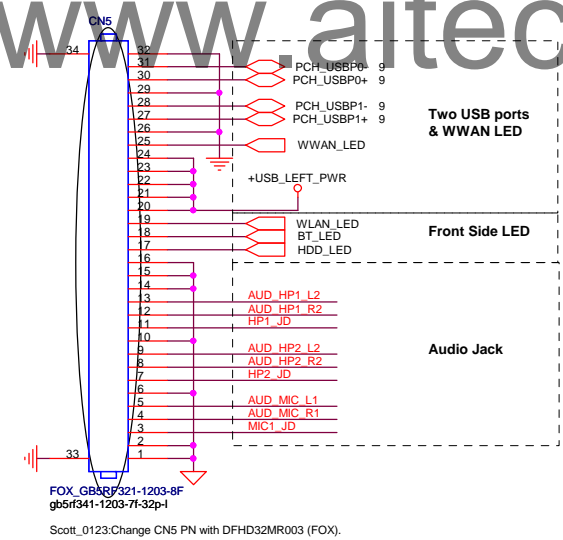 www.aitec
CN5
34
32
31
PCH_USBP0- 9
30
PCH_USBP0+ 9
29
28
PCH_USBP1- 9
27
PCH_USBP1+ 9
Two USB ports
& WWAN LED
26
25
WWAN_LED
24
23
22
+USB_LEFT_PWR
21
20
19
WLAN_LED
18
BT_LED
Front Side LED
17
HDD_LED
16
15
14
13
AUD_HP1_L2
12
AUD_HP1_R2
11
HP1_JD
10
9
AUD_HP2_L2
Audio Jack
8
AUD_HP2_R2
7
HP2_JD
6
5
AUD_MIC_L1
4
AUD_MIC_R1
3
MIC1_JD
2
33
1
FOX_GB5RF321-1203-8F
gb5rf341-1203-7f-32p-l
Scott_0123:Change CN5 PN with DFHD32MR003 (FOX).